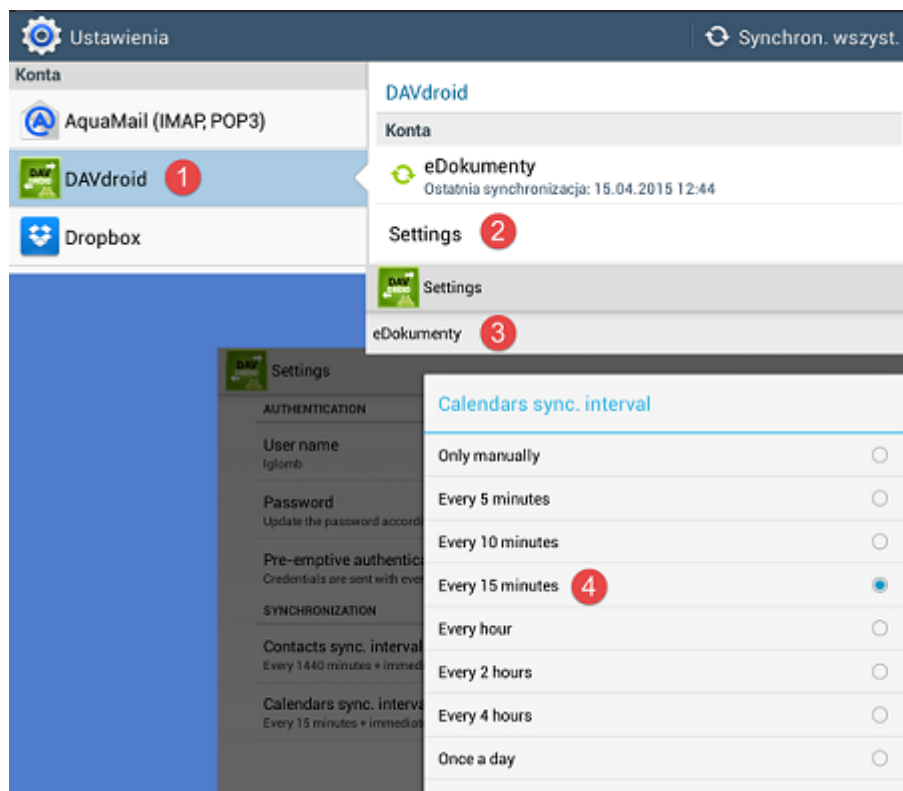 Ustawienia
Synchron. wszyst.
Konta
AquaMail (IMAP, POP3)
DAVdroid 1
Dropbox
DAVdroid
Konta
eDokumenty
Ostatnia synchronizacja: 15.04.2015 12:44
Settings 2
Settings
eDokumenty 3
Settings
AUTHENTICATION
User name
lglomb
Password
Update the password accordi
Pre-emptive authentica
Credentials are sent with ever
SYNCHRONIZATION
Contacts sync. interval
Every 1440 minutes + immed
Calendars sync. interva
Every 15 minutes + immediat
Calendars sync. interval
Only manually
Every 5 minutes
Every 10 minutes
Every 15 minutes 4
Every hour
Every 2 hours
Every 4 hours
Once a day